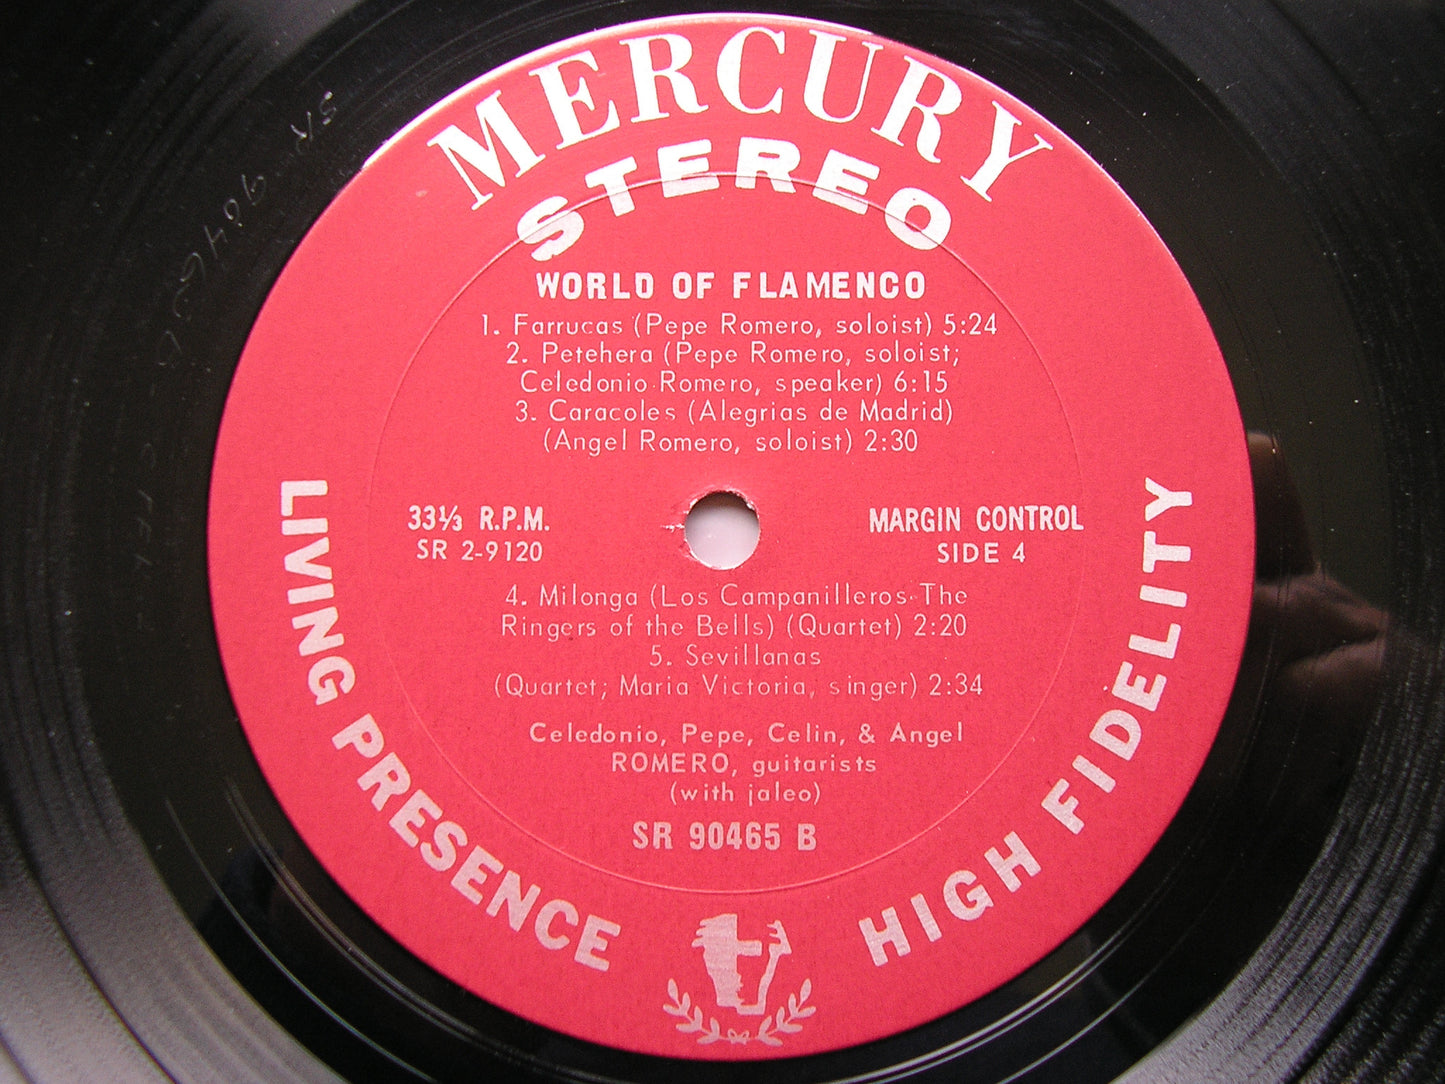 MERCURY
STEREO
WORLD OF FLAMENCO
1. Farrucas (Pepe Romero, soloist) 5:24
2. Petehera (Pepe Romero, soloist;
Celedonio Romero, speaker) 6:15
3. Caracoles (Alegrias de Madrid)
(Angel Romero, soloist) 2:30
33⅓ R.P.M.
SR 2-9120
MARGIN CONTROL
SIDE 4
4. Milonga (Los Campanilleros-The
Ringers of the Bells) (Quartet) 2:20
5. Sevillanas
(Quartet; Maria Victoria, singer) 2:34
Celedonio, Pepe, Celin, & Angel
ROMERO, guitarists
(with jaleo)
SR 90465 B
LIVING PRESENCE
HIGH FIDELITY